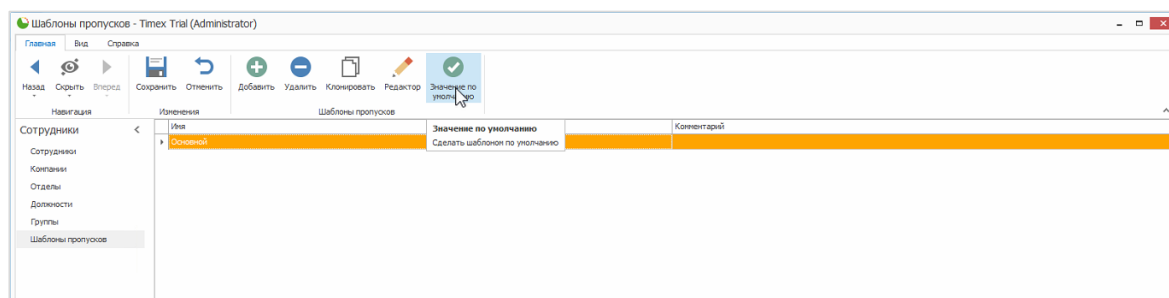 Шаблоны пропусков - Timex Trial (Administrator)
Главная Вид Справка
Назад Скрыть Вперед Сохранить Отменить Добавить Удалить Клонировать Редактор Значение по
умолчанию
Навигация Изменения Шаблоны пропусков
Сотрудники
Имя Комментарий
Основной
Значение по умолчанию
Сделать шаблоном по умолчанию
Сотрудники
Компании
Отделы
Должности
Группы
Шаблоны пропусков